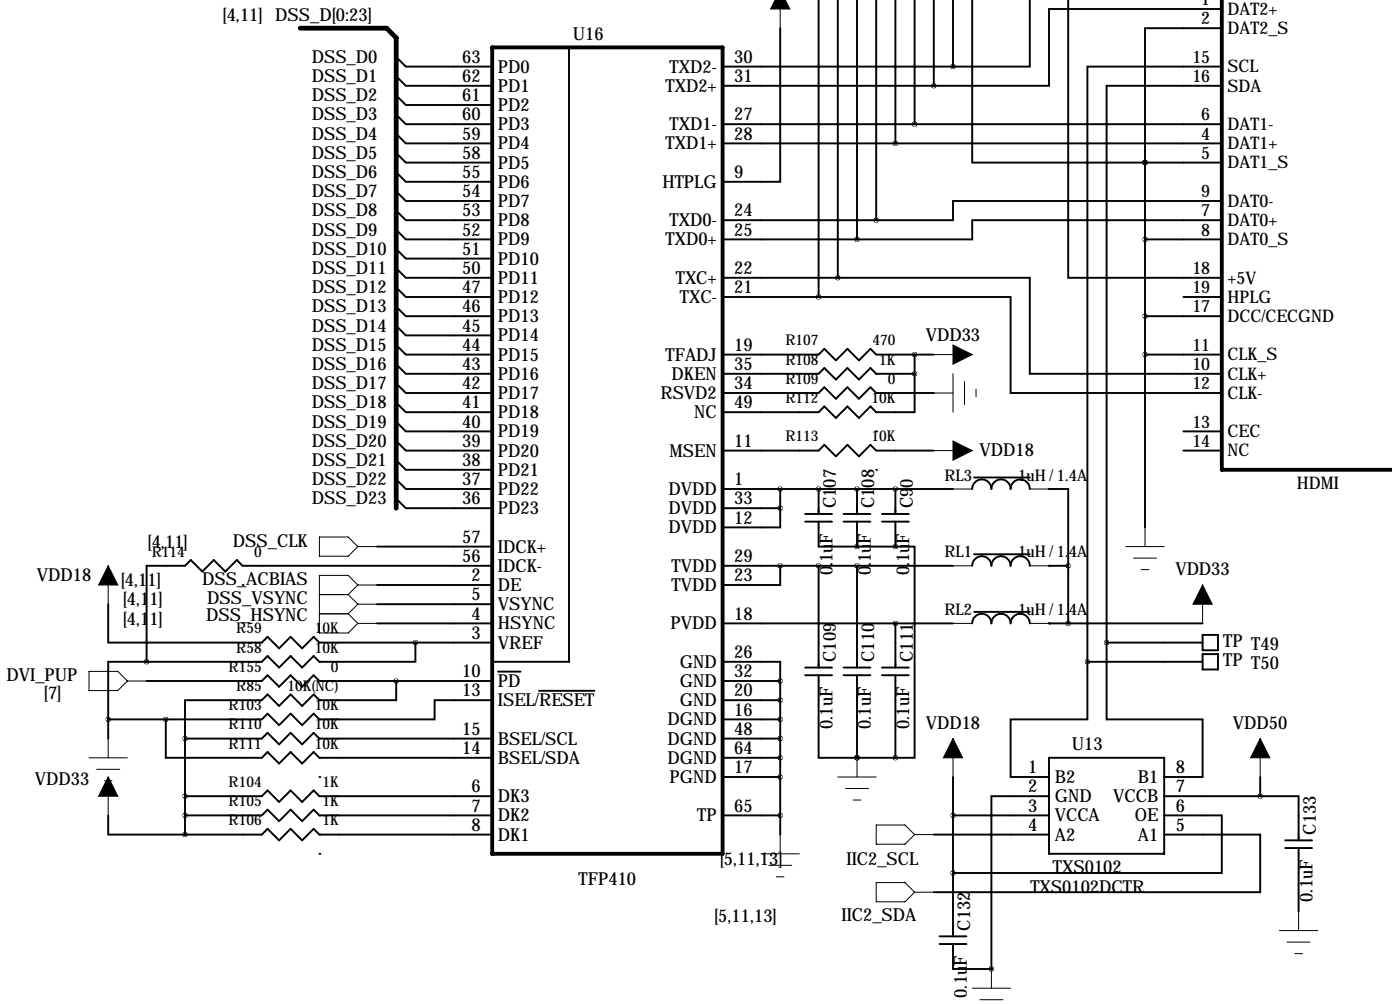 [4,11] DSS_D[0:23]
U16
DSS_D0 63 PD0
DSS_D1 62 PD1
DSS_D2 61 PD2
DSS_D3 60 PD3
DSS_D4 59 PD4
DSS_D5 58 PD5
DSS_D6 55 PD6
DSS_D7 54 PD7
DSS_D8 53 PD8
DSS_D9 52 PD9
DSS_D10 51 PD10
DSS_D11 50 PD11
DSS_D12 47 PD12
DSS_D13 46 PD13
DSS_D14 45 PD14
DSS_D15 44 PD15
DSS_D16 43 PD16
DSS_D17 42 PD17
DSS_D18 41 PD18
DSS_D19 40 PD19
DSS_D20 39 PD20
DSS_D21 38 PD21
DSS_D22 37 PD22
DSS_D23 36 PD23
[4,11] DSS_CLK 57 IDCK+
R114 0 56 IDCK-
VDD18 [4,11] DSS_ACBIAS 2 DE
[4,11] DSS_VSYNC 5 VSYNC
[4,11] DSS_HSYNC 4 HSYNC
R59 10K 3 VREF
R58 10K
DVI_PUP R155 0 10 PD
[7] R85 10K(NC) 13 ISEL/RESET
R103 10K
R110 10K 15 BSEL/SCL
R111 10K 14 BSEL/SDA
VDD33
R104 1K 6 DK3
R105 1K 7 DK2
R106 1K 8 DK1
TFP410
TXD2- 30
TXD2+ 31
TXD1- 27
TXD1+ 28
HTPLG 9
TXD0- 24
TXD0+ 25
TXC+ 22
TXC- 21
TFADJ 19 R107 470 VDD33
DKEN 35 R108 1K
RSVD2 34 R109 0
NC 49 R112 10K
MSEN 11 R113 10K VDD18
DVDD 1 RL3 1uH / 1.4A
DVDD 33
DVDD 12
C107 C108 C90
0.1uF 0.1uF 0.1uF
TVDD 29 RL1 1uH / 1.4A
TVDD 23
PVDD 18 RL2 1uH / 1.4A
VDD33
C109 C110 C111
0.1uF 0.1uF 0.1uF
GND 26
GND 32
GND 20
DGND 16
DGND 48
DGND 64
PGND 17
TP 65
[5,11,13]
[5,11,13]
1 DAT2+
2 DAT2_S
15 SCL
16 SDA
6 DAT1-
4 DAT1+
5 DAT1_S
9 DAT0-
7 DAT0+
8 DAT0_S
18 +5V
19 HPLG
17 DCC/CECGND
11 CLK_S
10 CLK+
12 CLK-
13 CEC
14 NC
HDMI
TP T49
TP T50
VDD18 VDD50
U13
1 B2 B1 8
2 GND VCCB 7
3 VCCA OE 6
4 A2 A1 5
TXS0102
TXS0102DCTR
IIC2_SCL
IIC2_SDA
C132
0.1uF
C133
0.1uF